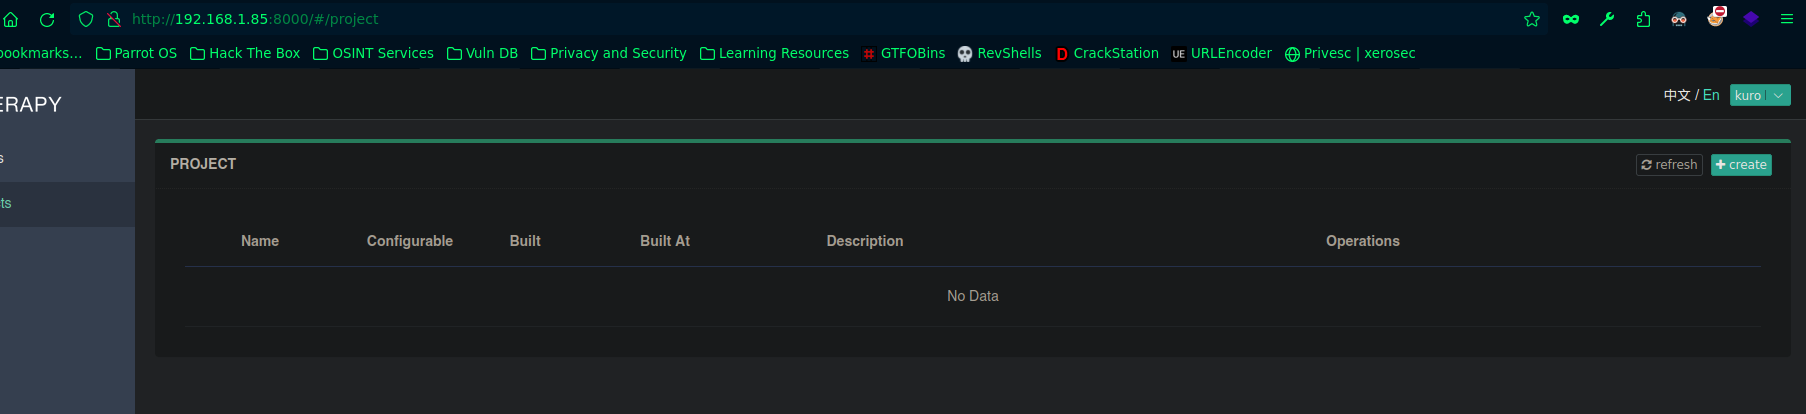 http://192.168.1.85:8000/#/project
bookmarks... Parrot OS Hack The Box OSINT Services Vuln DB Privacy and Security Learning Resources GTFOBins RevShells D CrackStation UE URLEncoder Privesc | xerosec
ERAPY
中文 / En kuro
s
PROJECT refresh create
ts
Name Configurable Built Built At Description Operations
No Data